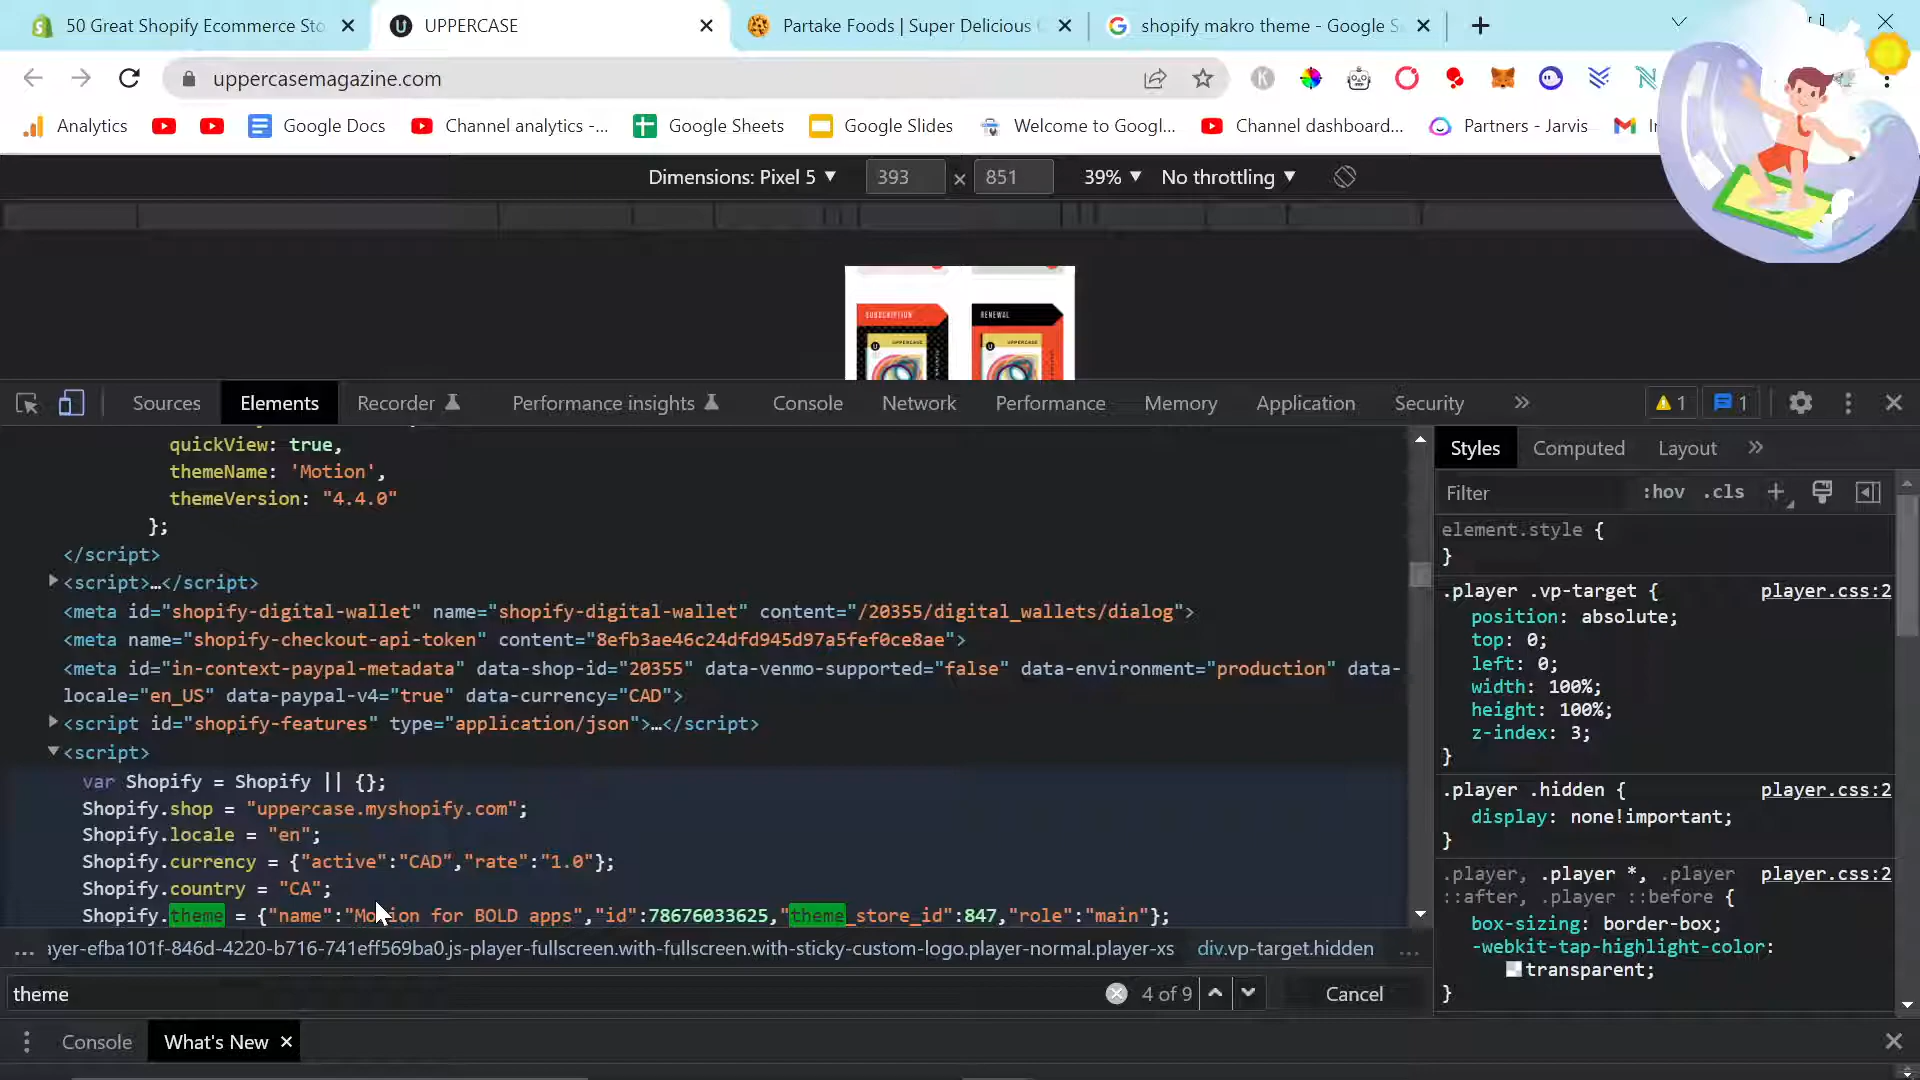 50 Great Shopify Ecommerce Sto
UPPERCASE
Partake Foods | Super Delicious
shopify makro theme - Google S
uppercasemagazine.com
Analytics
Google Docs
Channel analytics -...
Google Sheets
Google Slides
Welcome to Googl...
Channel dashboard...
Partners - Jarvis
Dimensions: Pixel 5
393
×
851
39%
No throttling
SUBSCRIPTION
RENEWAL
UPPERCASE
UPPERCASE
Sources
Elements
Recorder
Performance insights
Console
Network
Performance
Memory
Application
Security
1
1
quickView: true,
themeName: 'Motion',
themeVersion: "4.4.0"
};
</script>
<script>…</script>
<meta id="shopify-digital-wallet" name="shopify-digital-wallet" content="/20355/digital_wallets/dialog">
<meta name="shopify-checkout-api-token" content="8efb3ae46c24dfd945d97a5fef0ce8ae">
<meta id="in-context-paypal-metadata" data-shop-id="20355" data-venmo-supported="false" data-environment="production" data-
locale="en_US" data-paypal-v4="true" data-currency="CAD">
<script id="shopify-features" type="application/json">…</script>
<script>
var Shopify = Shopify || {};
Shopify.shop = "uppercase.myshopify.com";
Shopify.locale = "en";
Shopify.currency = {"active":"CAD","rate":"1.0"};
Shopify.country = "CA";
Shopify.theme = {"name":"Motion for BOLD apps","id":78676033625,"theme_store_id":847,"role":"main"};
... ayer-efba101f-846d-4220-b716-741eff569ba0.js-player-fullscreen.with-fullscreen.with-sticky-custom-logo.player-normal.player-xs
div.vp-target.hidden ...
theme
4 of 9
Cancel
Console
What's New
Styles
Computed
Layout
Filter
:hov
.cls
element.style {
}
.player .vp-target {
player.css:2
position: absolute;
top: 0;
left: 0;
width: 100%;
height: 100%;
z-index: 3;
}
.player .hidden {
player.css:2
display: none!important;
}
.player, .player *, .player
player.css:2
::after, .player ::before {
box-sizing: border-box;
-webkit-tap-highlight-color:
transparent;
}